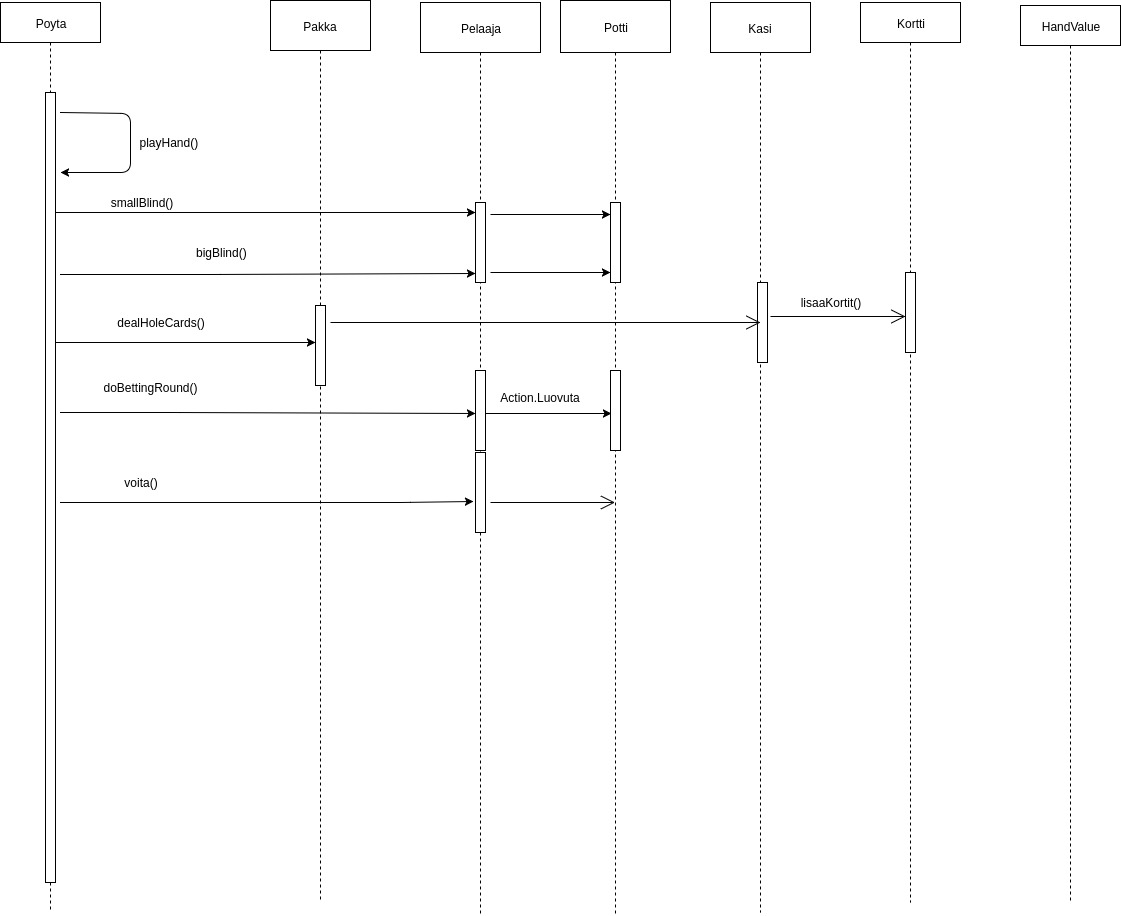 Poyta
Pakka
Pelaaja
Potti
Kasi
Kortti
HandValue
playHand()
smallBlind()
bigBlind()
lisaaKortit()
dealHoleCards()
doBettingRound()
Action.Luovuta
voita()